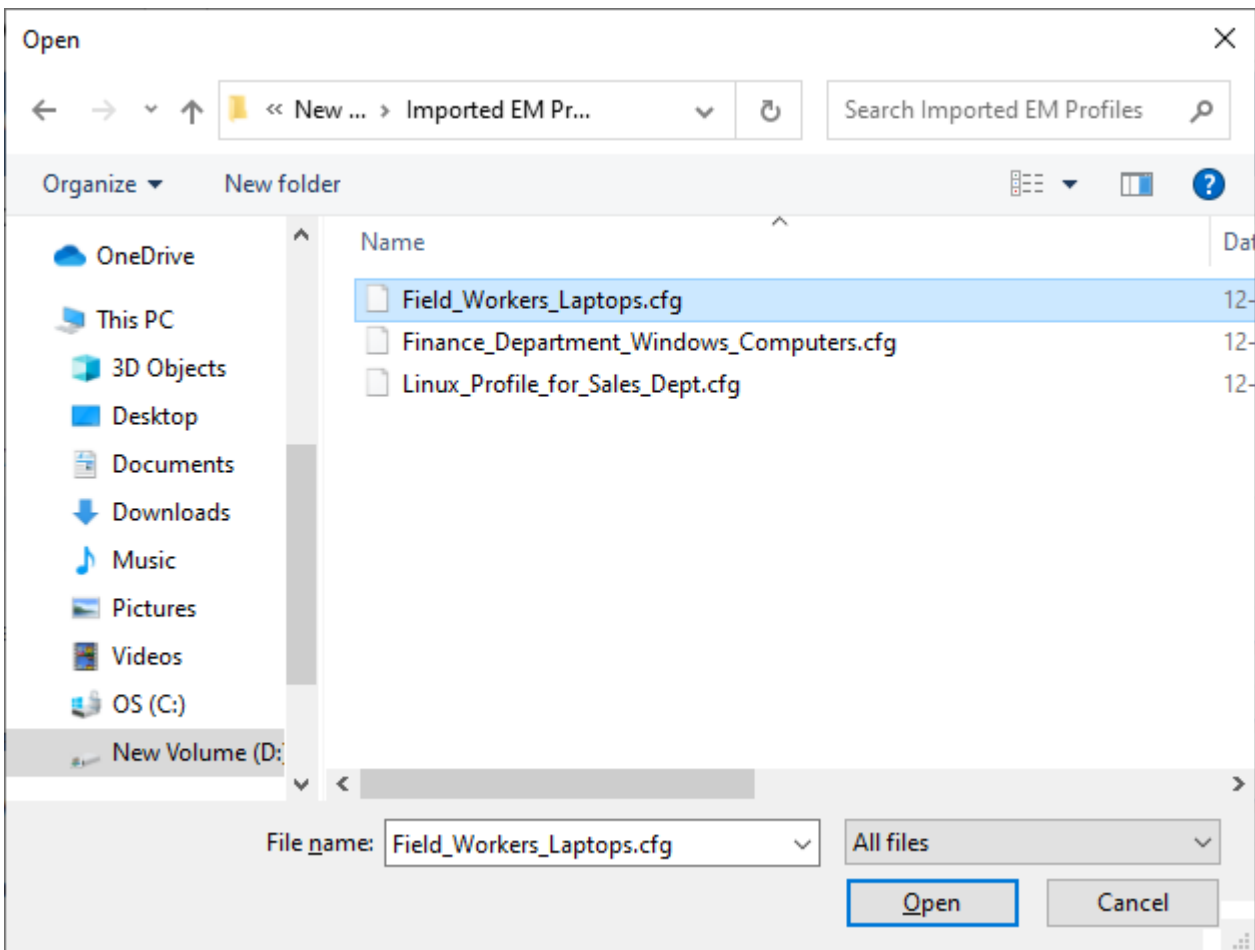 Open
« New ... › Imported EM Pr...
Search Imported EM Profiles
Organize
New folder
?
OneDrive
This PC
3D Objects
Desktop
Documents
Downloads
Music
Pictures
Videos
OS (C:)
New Volume (D:
Name
Dat
Field_Workers_Laptops.cfg
12-
Finance_Department_Windows_Computers.cfg
12-
Linux_Profile_for_Sales_Dept.cfg
12-
File name:
Field_Workers_Laptops.cfg
All files
Open
Cancel